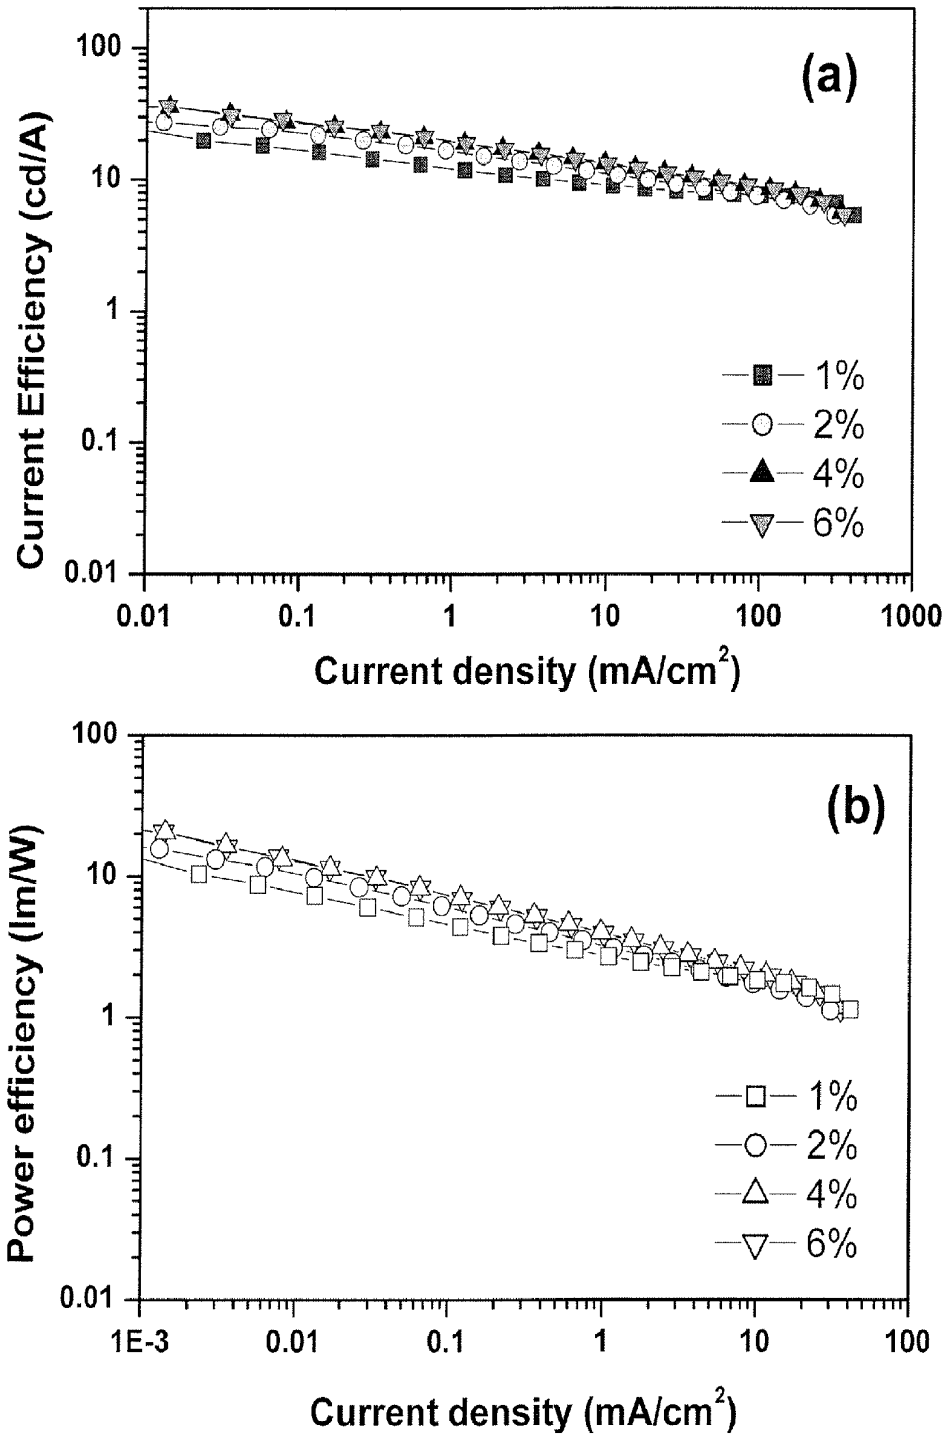 (a)
100
10
1
0.1
0.01
Current Efficiency (cd/A)
1%
2%
4%
6%
0.01 0.1 1 10 100 1000
Current density (mA/cm²)
(b)
100
10
1
0.1
0.01
Power efficiency (lm/W)
1%
2%
4%
6%
1E-3 0.01 0.1 1 10 100
Current density (mA/cm²)